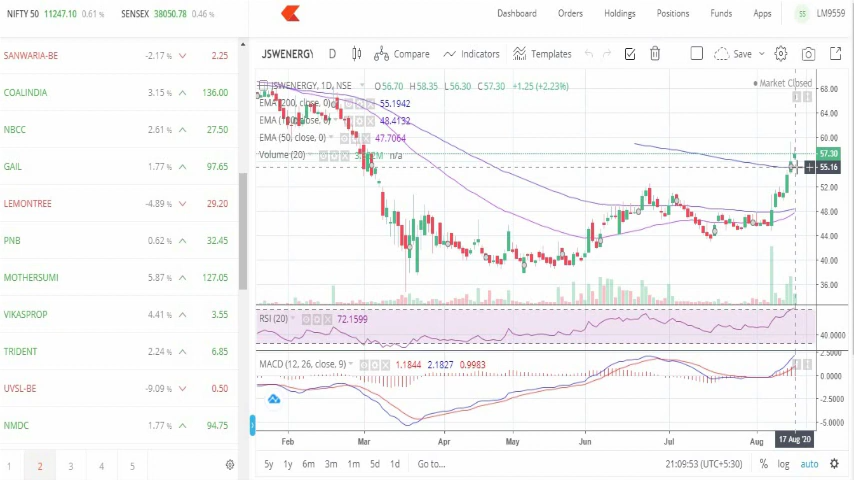 NIFTY 50 11247.10 0.61 % SENSEX 38050.78 0.46 %
Dashboard Orders Holdings Positions Funds Apps SS LM9559
SANWARIA-BE -2.17 % 2.25
COALINDIA 3.15 % 136.00
NBCC 2.61 % 27.50
GAIL 1.77 % 97.65
LEMONTREE -4.89 % 29.20
PNB 0.62 % 32.45
MOTHERSUMI 5.87 % 127.05
VIKASPROP 4.41 % 3.55
TRIDENT 2.24 % 6.85
UVSL-BE -9.09 % 0.50
NMDC 1.77 % 94.75
1 2 3 4 5
JSWENERGY D Compare Indicators Templates Save
JSWENERGY, 1D, NSE O56.70 H58.35 L56.30 C57.30 +1.25 (+2.23%)
Market Closed
EMA (200, close, 0) 55.1942
EMA 48.4132
EMA (50, close, 0) 47.7064
Volume (20) n/a
68.00
64.00
60.00
57.30
55.16
52.00
48.00
44.00
40.00
36.00
RSI (20) 72.1599
40.0000
MACD (12, 26, close, 9) 1.1844 2.1827 0.9983
2.5000
0.0000
-5.0000
Feb Mar Apr May Jun Jul Aug 17 Aug '20
5y 1y 6m 3m 1m 5d 1d Go to... 21:09:53 (UTC+5:30) % log auto